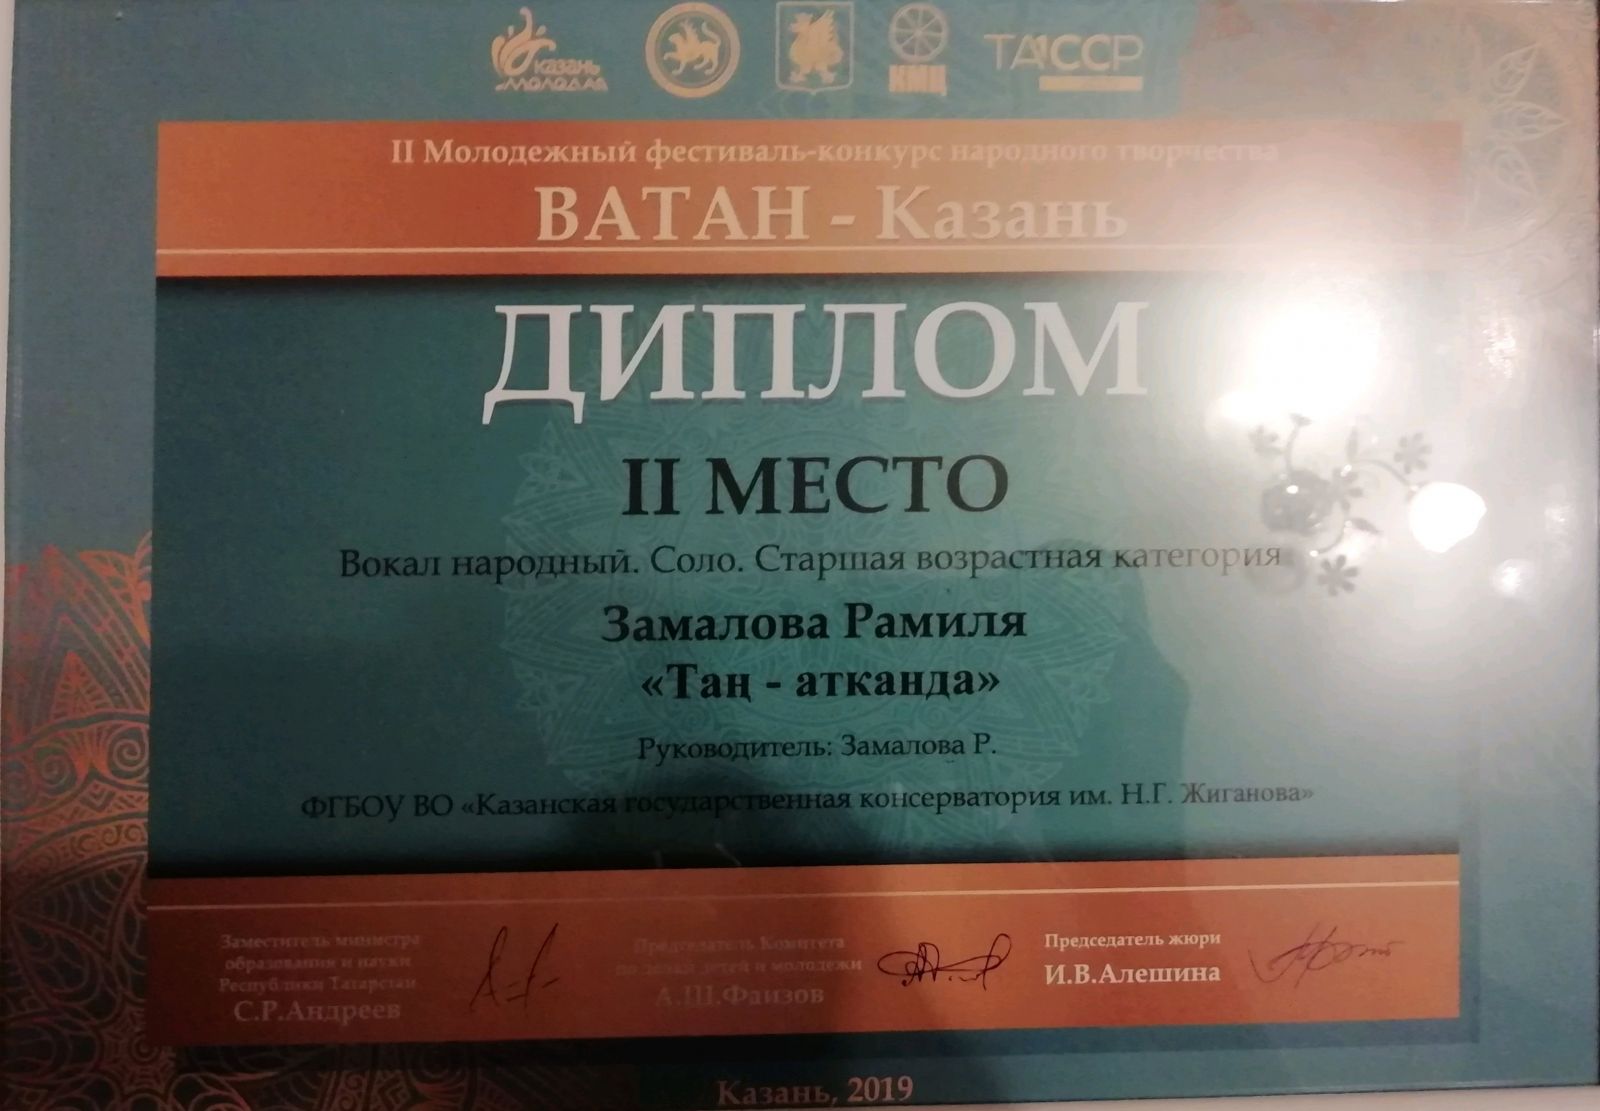 казань
молодая
КМЦ
ТАССР
II Молодежный фестиваль-конкурс народного творчества
ВАТАН - Казань
ДИПЛОМ
II МЕСТО
Вокал народный. Соло. Старшая возрастная категория
Замалова Рамиля
«Таң - атканда»
Руководитель: Замалова Р.
ФГБОУ ВО «Казанская государственная консерватория им. Н.Г. Жиганова»
Заместитель министра
образования и науки
Республики Татарстан
С.Р.Андреев
Председатель Комитета
по делам детей и молодежи
А.Ш.Фаизов
Председатель жюри
И.В.Алешина
Казань, 2019